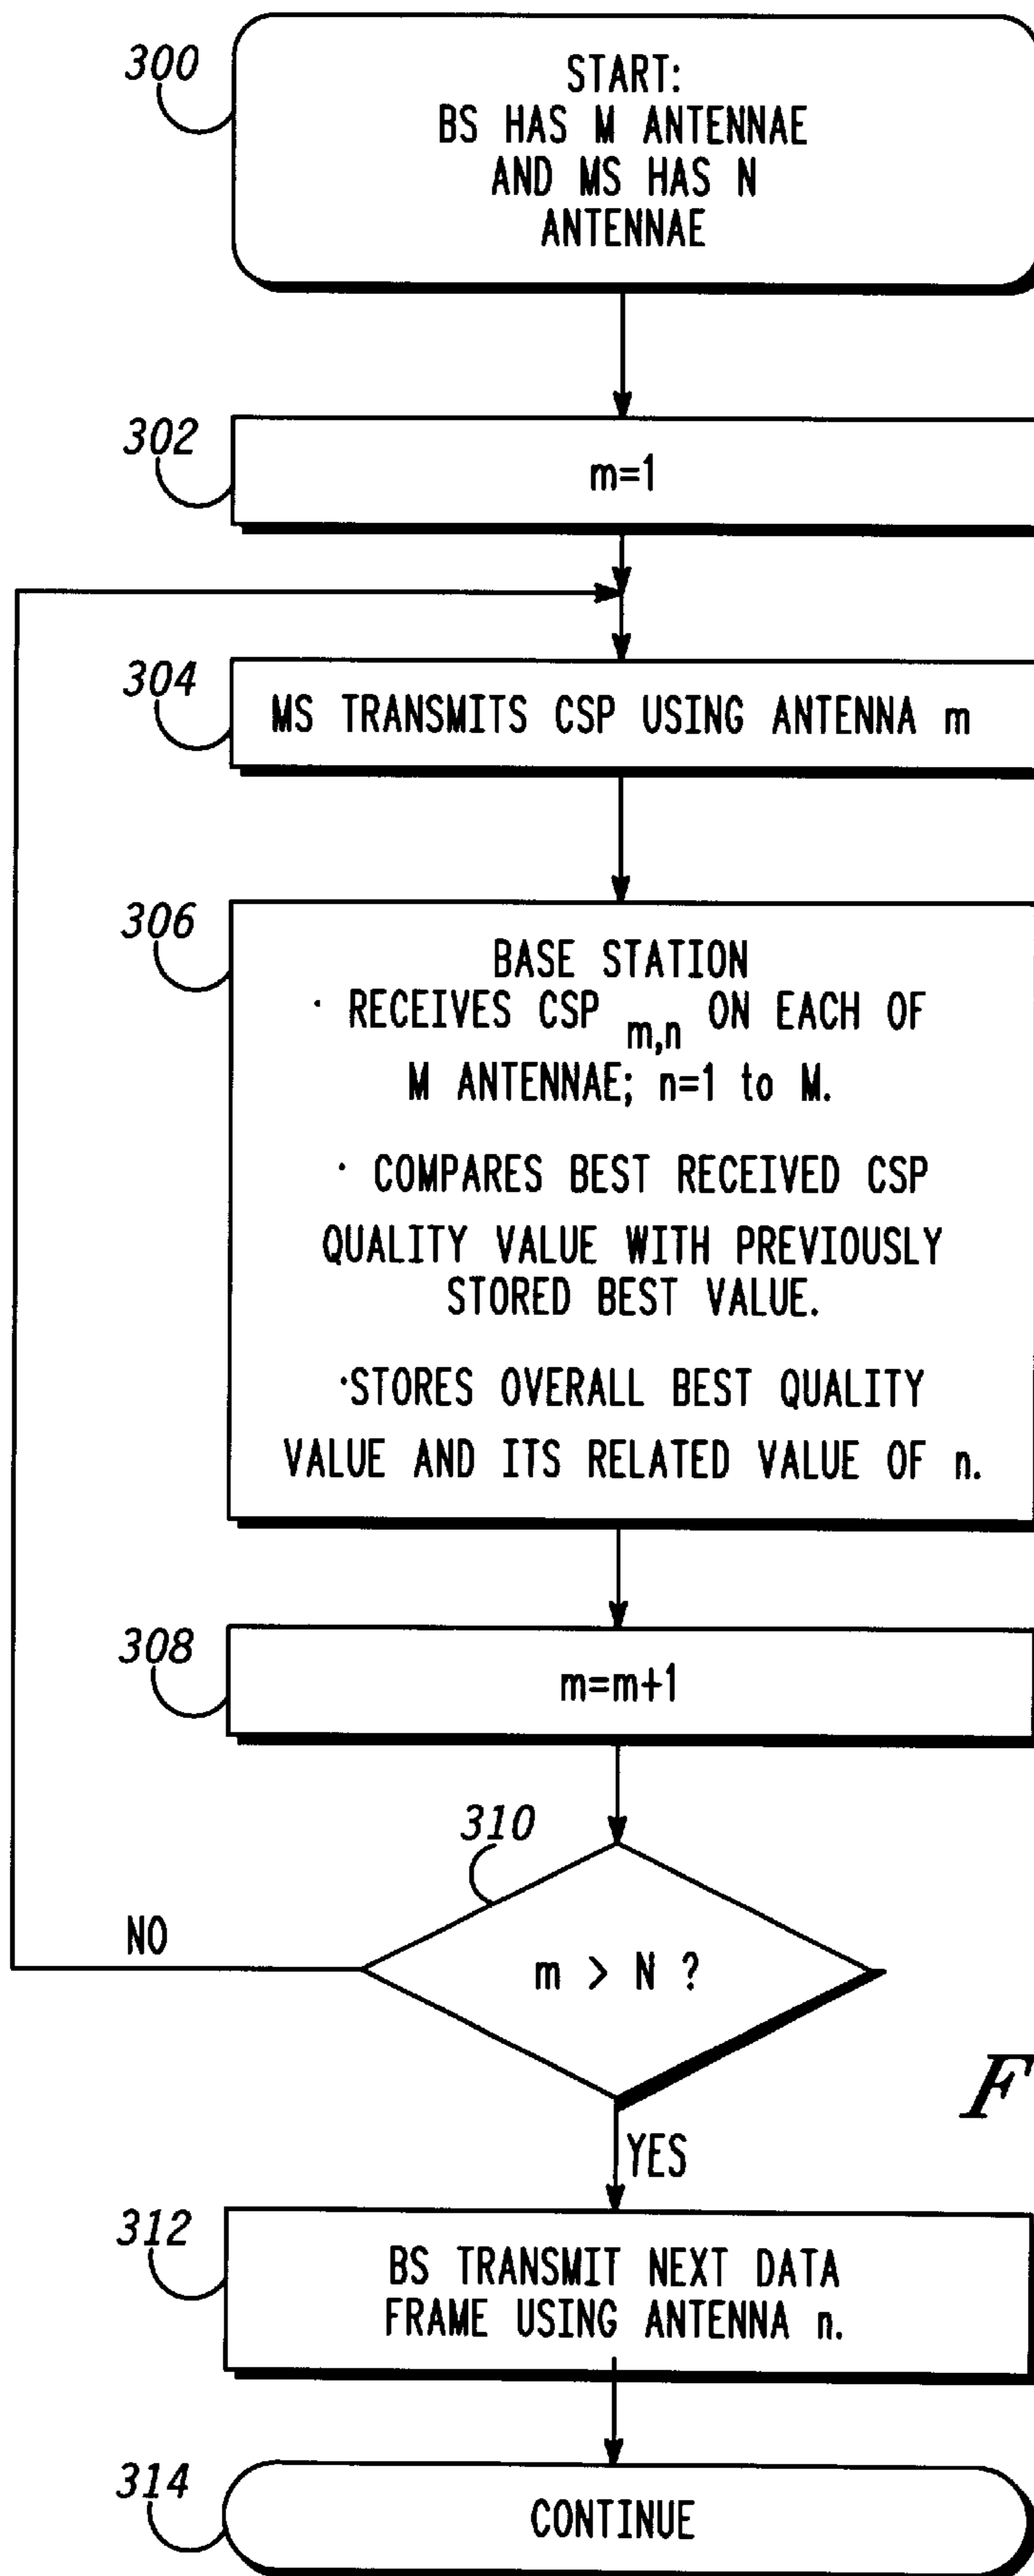 300
START:
BS HAS M ANTENNAE
AND MS HAS N
ANTENNAE
302
m=1
304
MS TRANSMITS CSP USING ANTENNA m
306
BASE STATION
· RECEIVES CSP m,n ON EACH OF
M ANTENNAE; n=1 to M.
· COMPARES BEST RECEIVED CSP
QUALITY VALUE WITH PREVIOUSLY
STORED BEST VALUE.
·STORES OVERALL BEST QUALITY
VALUE AND ITS RELATED VALUE OF n.
308
m=m+1
310
m > N ?
NO
F
YES
312
BS TRANSMIT NEXT DATA
FRAME USING ANTENNA n.
314
CONTINUE